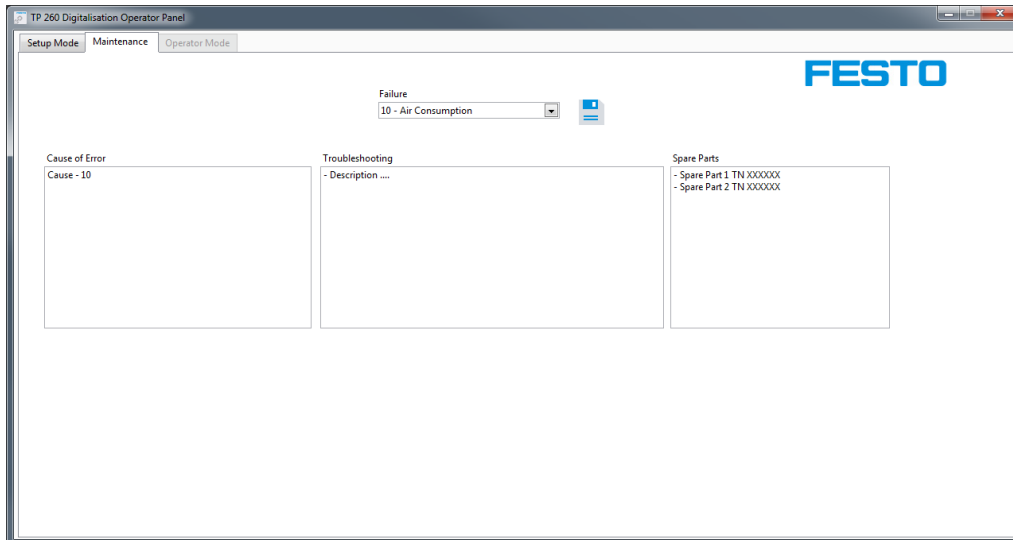 TP 260 Digitalisation Operator Panel
Setup Mode Maintenance Operator Mode
FESTO
Failure
10 - Air Consumption
Cause of Error
Cause - 10
Troubleshooting
- Description ....
Spare Parts
- Spare Part 1 TN XXXXXX
- Spare Part 2 TN XXXXXX